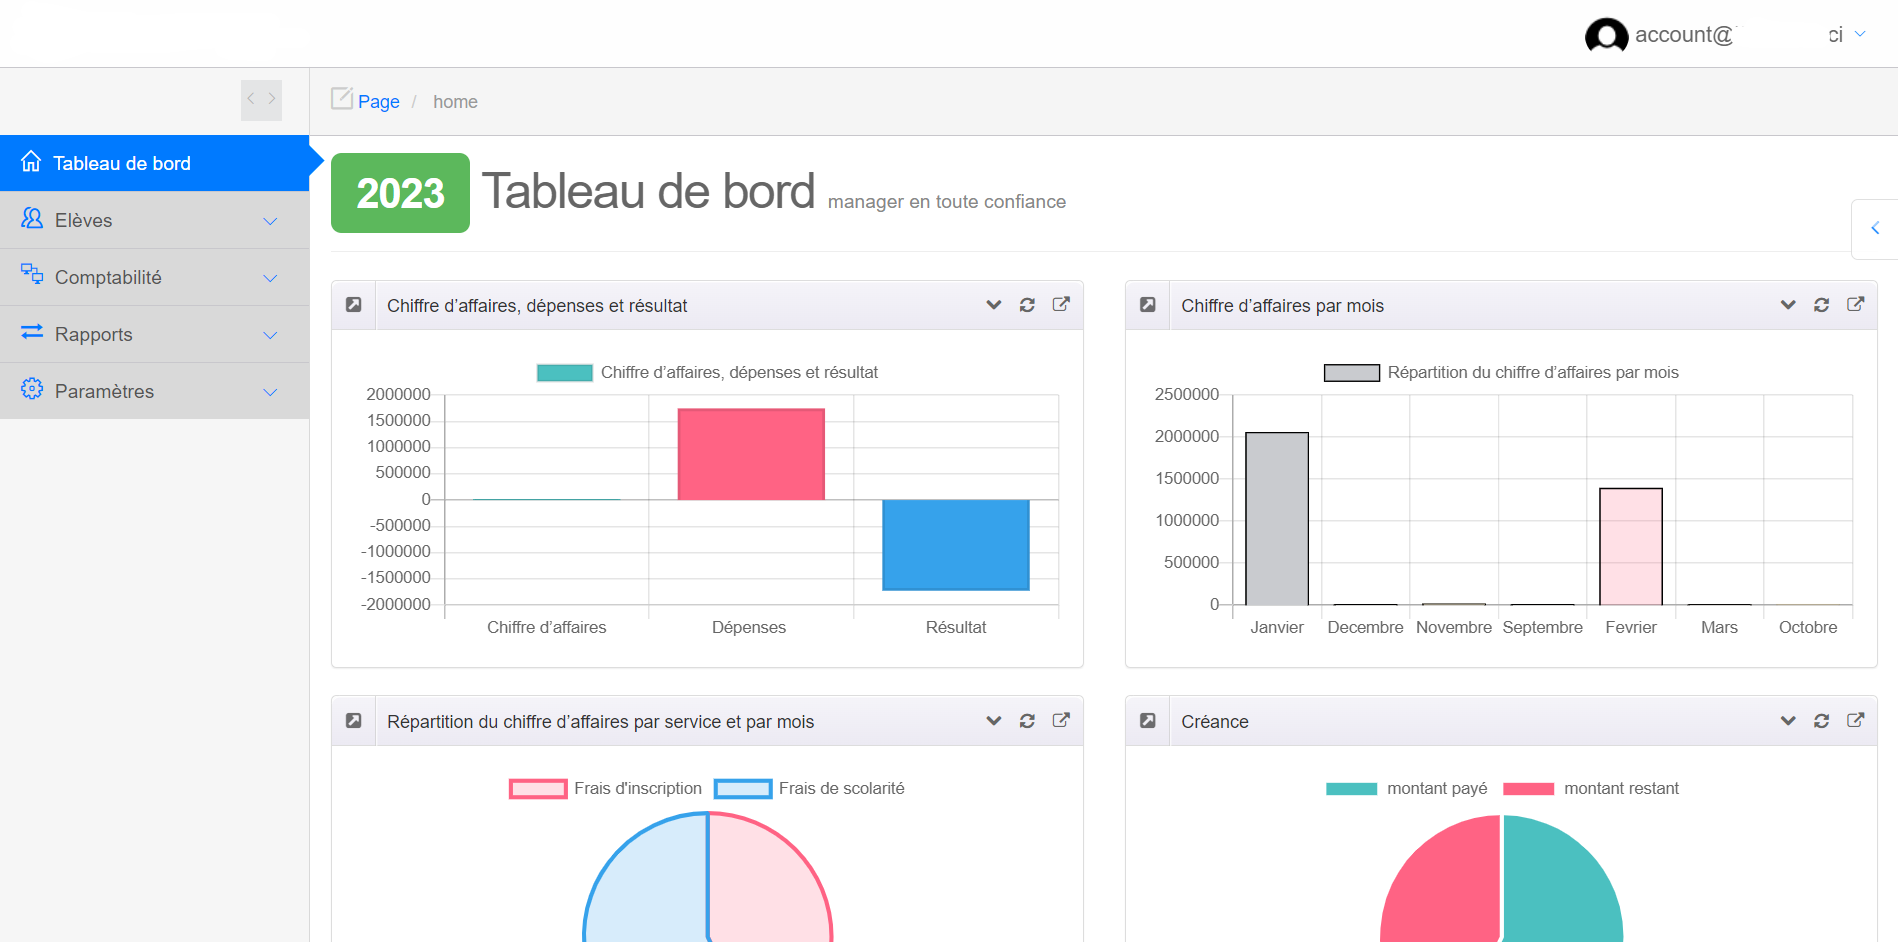 account@ ci
Page / home
Tableau de bord
Elèves
Comptabilité
Rapports
Paramètres
2023 Tableau de bord manager en toute confiance
Chiffre d’affaires, dépenses et résultat
Chiffre d’affaires, dépenses et résultat
2000000
1500000
1000000
500000
0
-500000
-1000000
-1500000
-2000000
Chiffre d’affaires Dépenses Résultat
Chiffre d’affaires par mois
Répartition du chiffre d’affaires par mois
2500000
2000000
1500000
1000000
500000
0
Janvier Decembre Novembre Septembre Fevrier Mars Octobre
Répartition du chiffre d’affaires par service et par mois
Frais d'inscription Frais de scolarité
Créance
montant payé montant restant